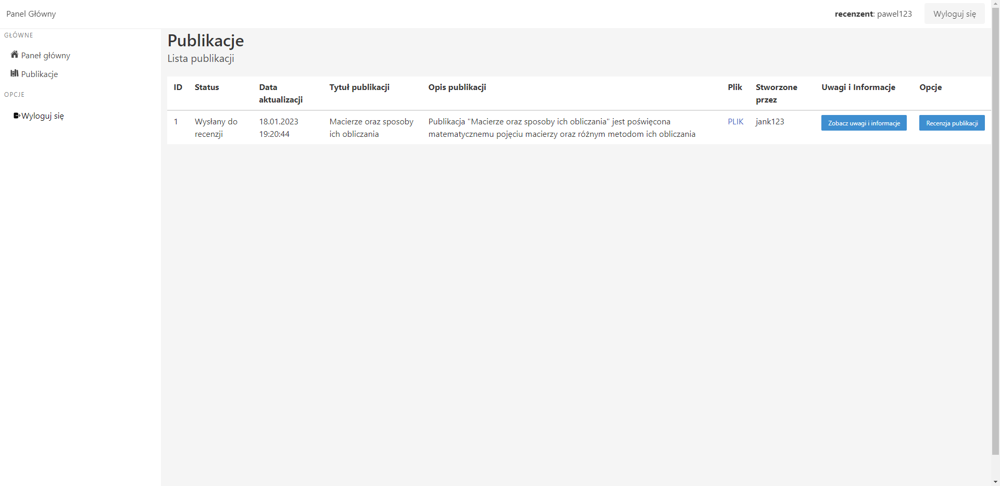 Panel Główny
recenzent: pawel123
Wyloguj się
GŁÓWNE
Paneł główny
Publikacje
OPCJE
Wyloguj się
Publikacje
Lista publikacji
ID Status Data aktualizacji Tytuł publikacji Opis publikacji Plik Stworzone przez Uwagi i Informacje Opcje
1
Wysłany do
recenzji
18.01.2023
19:20:44
Macierze oraz sposoby
ich obliczania
Publikacja "Macierze oraz sposoby ich obliczania" jest poświęcona
matematycznemu pojęciu macierzy oraz różnym metodom ich obliczania
PLIK
jank123
Zobacz uwagi i informacje
Recenzja publikacji